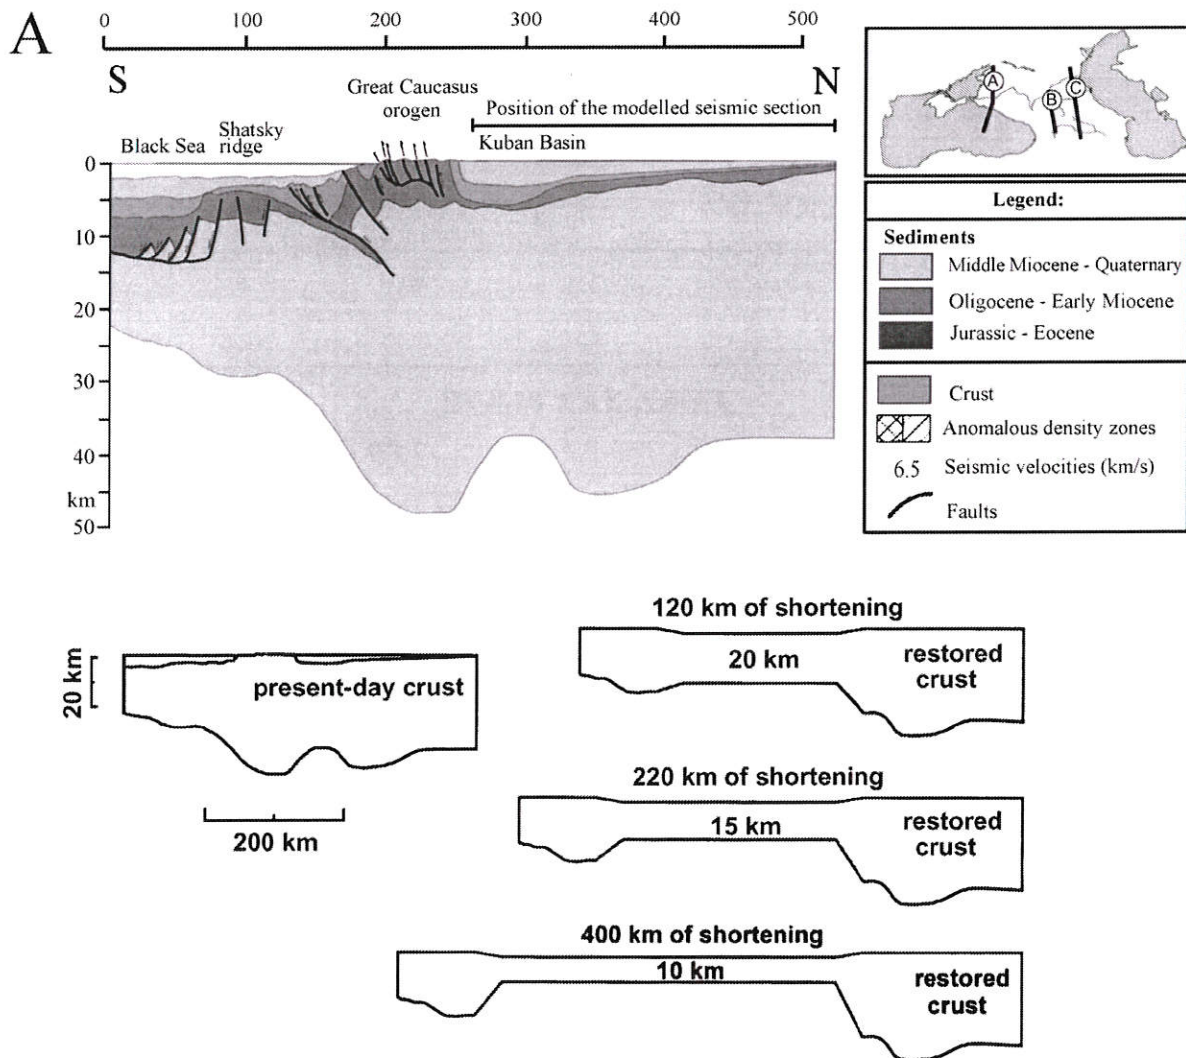 A
0 100 200 300 400 500
S
N
Great Caucasus
orogen
Position of the modelled seismic section
Black Sea
Shatsky
ridge
Kuban Basin
0
10
20
30
40
km
50
A
B
C
Legend:
Sediments
Middle Miocene - Quaternary
Oligocene - Early Miocene
Jurassic - Eocene
Crust
Anomalous density zones
6.5 Seismic velocities (km/s)
Faults
20 km
present-day crust
200 km
120 km of shortening
20 km
restored
crust
220 km of shortening
15 km
restored
crust
400 km of shortening
10 km
restored
crust